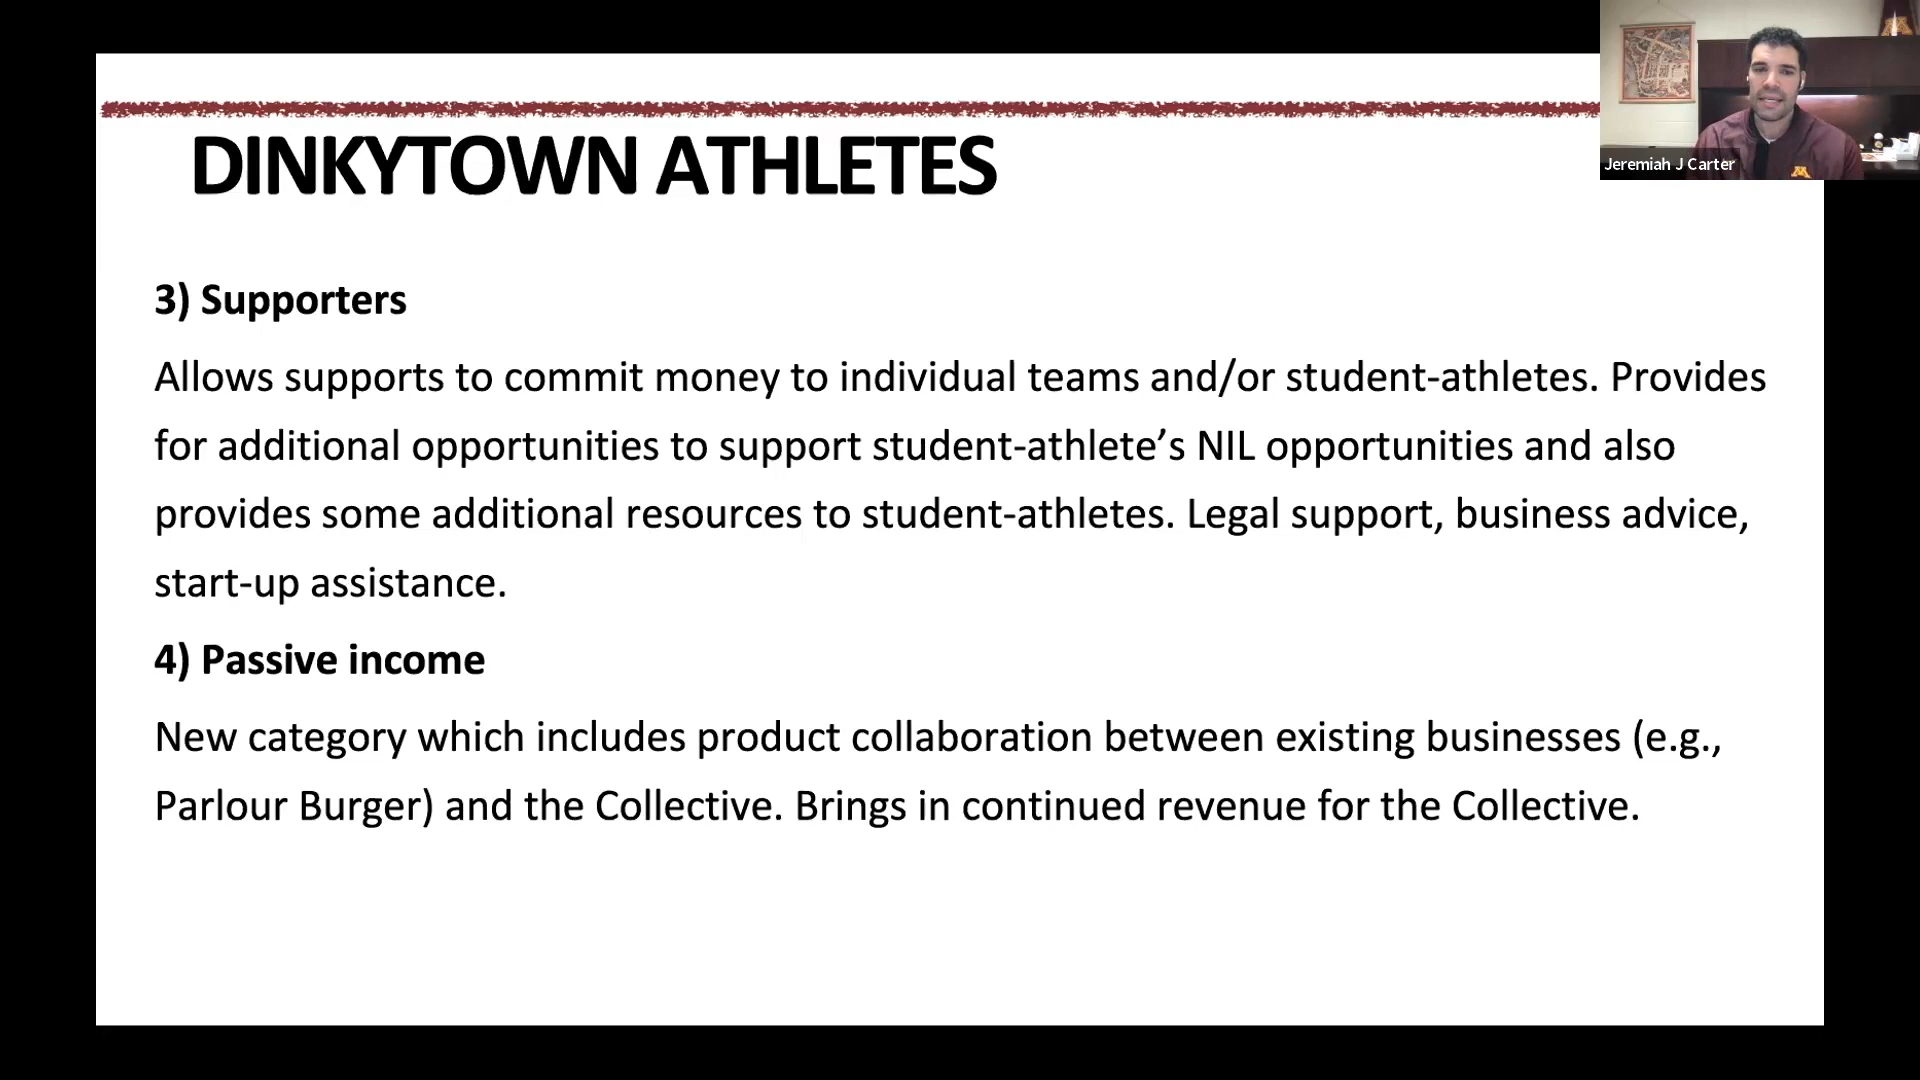 DINKYTOWN ATHLETES
Jeremiah J Carter
3) Supporters
Allows supports to commit money to individual teams and/or student-athletes. Provides
for additional opportunities to support student-athlete’s NIL opportunities and also
provides some additional resources to student-athletes. Legal support, business advice,
start-up assistance.
4) Passive income
New category which includes product collaboration between existing businesses (e.g.,
Parlour Burger) and the Collective. Brings in continued revenue for the Collective.